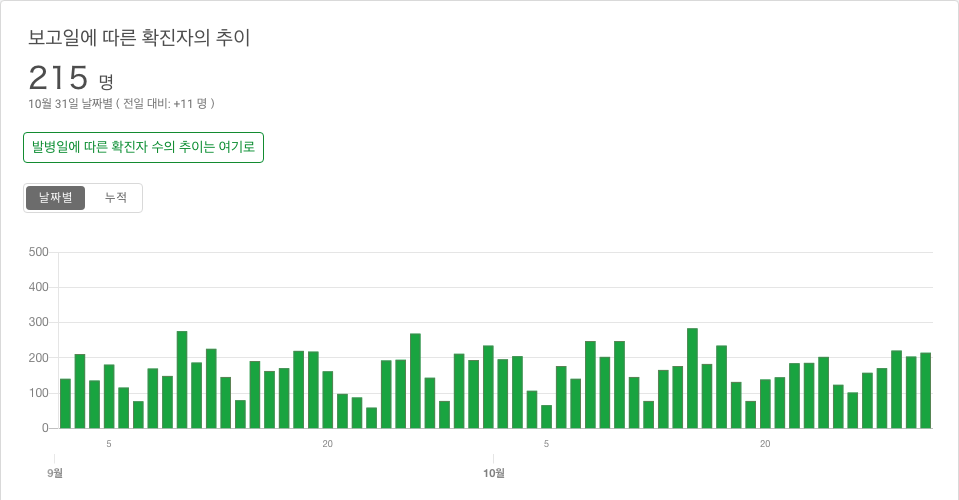 보고일에 따른 확진자의 추이
215 명
10월 31일 날짜별 ( 전일 대비: +11 명 )
발병일에 따른 확진자 수의 추이는 여기로
날짜별 누적
500
400
300
200
100
0
5 20 5 20
9월 10월